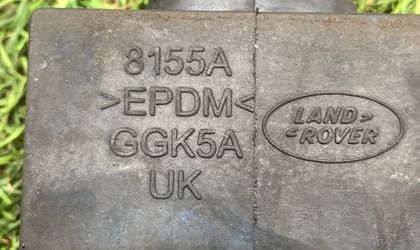 8155A
>EPDM<
GGK5A
UK
LAND
ROVER